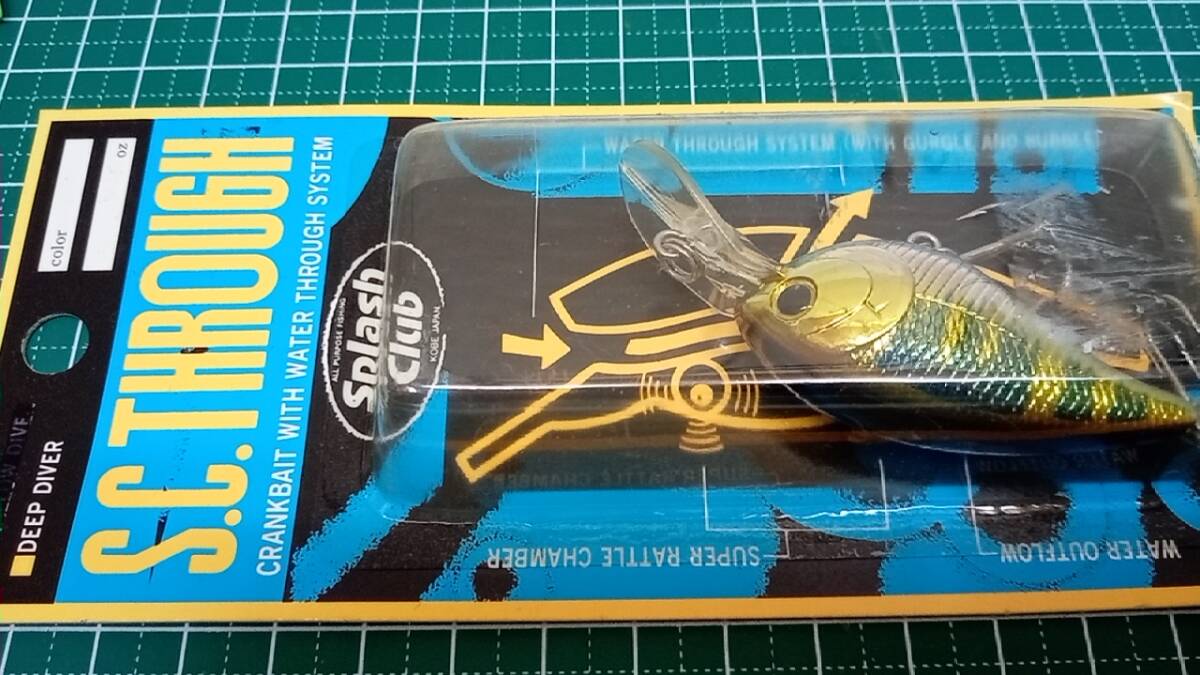 color
oz
S.C.THROUGH
CRANKBAIT WITH WATER THROUGH SYSTEM
DIVE
DEEP DIVER
ALL PURPOSE FISHING
Splash
Club
KOBE JAPAN
WATER THROUGH SYSTEM (WITH GURGLE AND BUBBLE)
SUPER RATTLE CHAMBER
WATER OUTFLOW